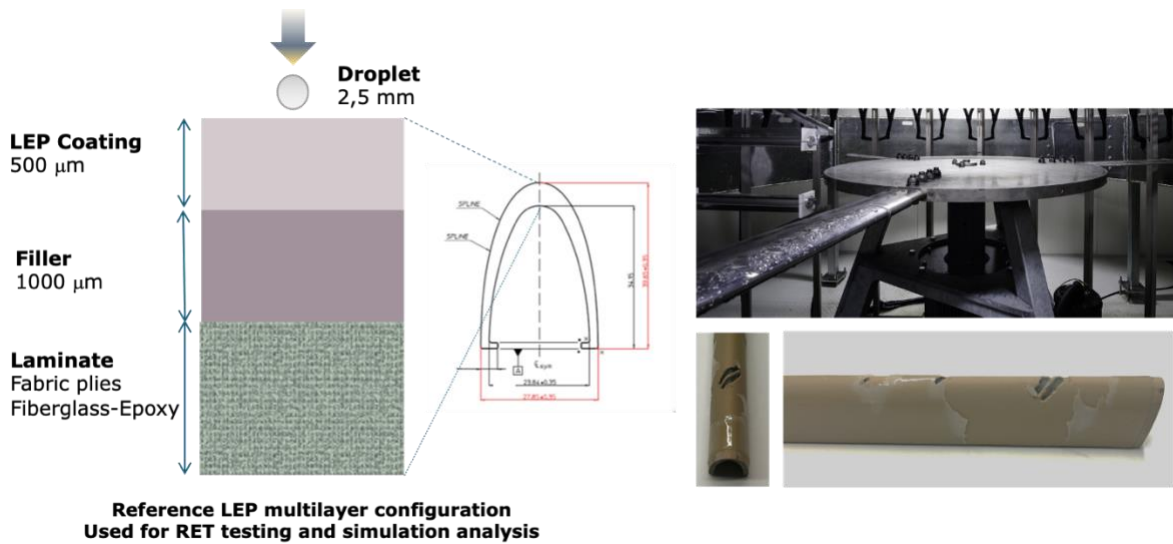 Droplet
2,5 mm
LEP Coating
500 μm
Filler
1000 μm
Laminate
Fabric plies
Fiberglass-Epoxy
SPLINE
SPLINE
A
Reference LEP multilayer configuration
Used for RET testing and simulation analysis